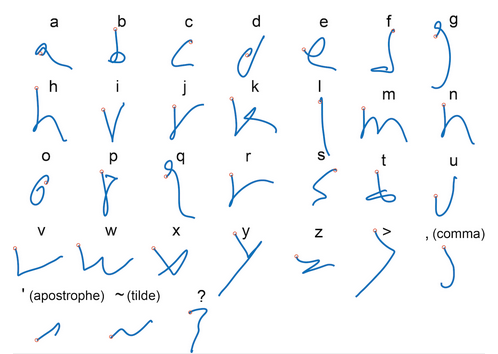 a b c d e f g
h i j k l m n
o p q r s t u
v w x y z > , (comma)
' (apostrophe) ~ (tilde) ?